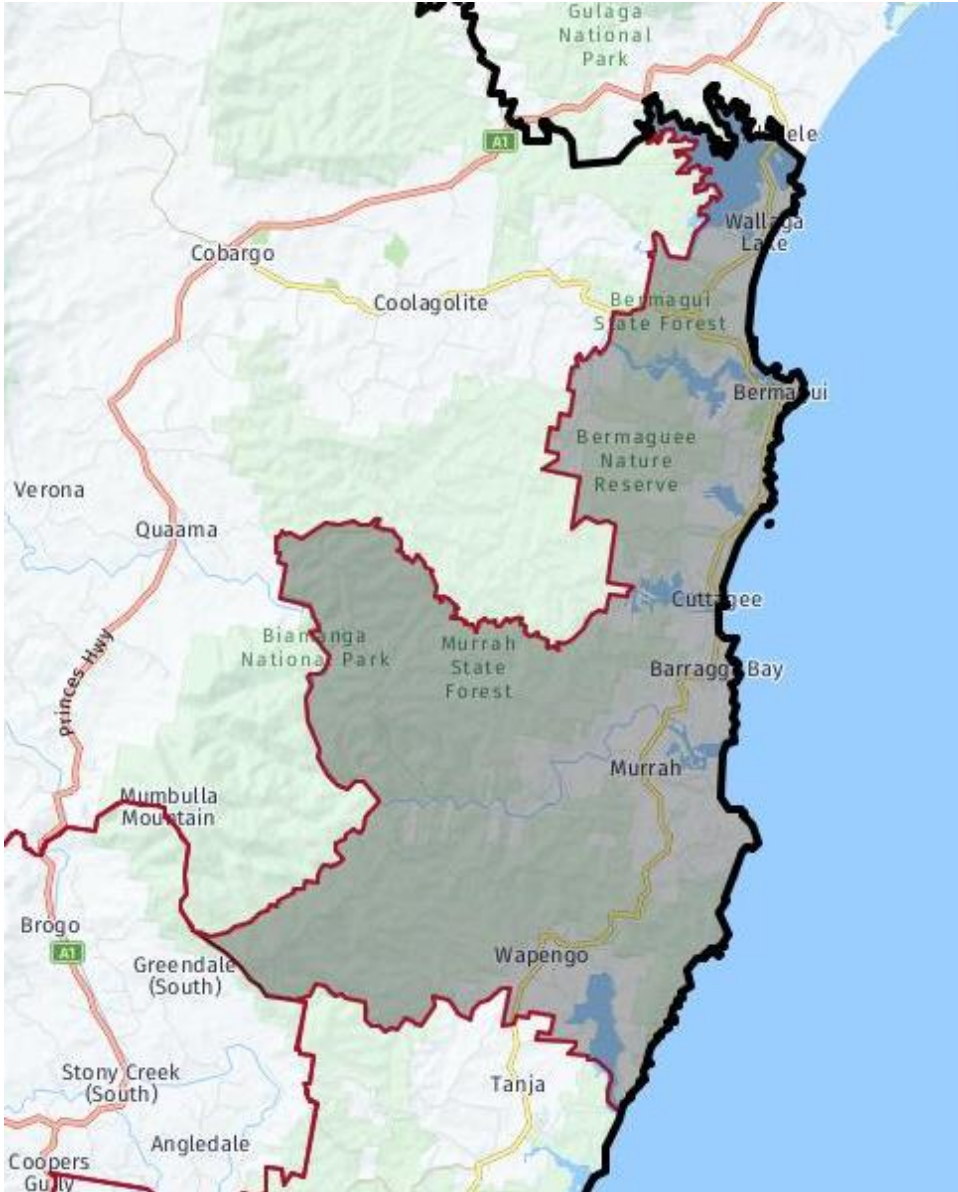 Gulaga
National
Park
A1
Wallaga
Lake
Cobargo
Coolagolite
Bermagui
State Forest
Bermagui
Bermaguee
Nature
Reserve
Verona
Quaama
Cuttagee
Biamanga
National Park
Murrah
State
Forest
Barragga Bay
Princes Hwy
Murrah
Mumbulla
Mountain
Brogo
A1
Wapengo
Greendale
(South)
Stony Creek
(South)
Tanja
Angledale
Coopers
Gully